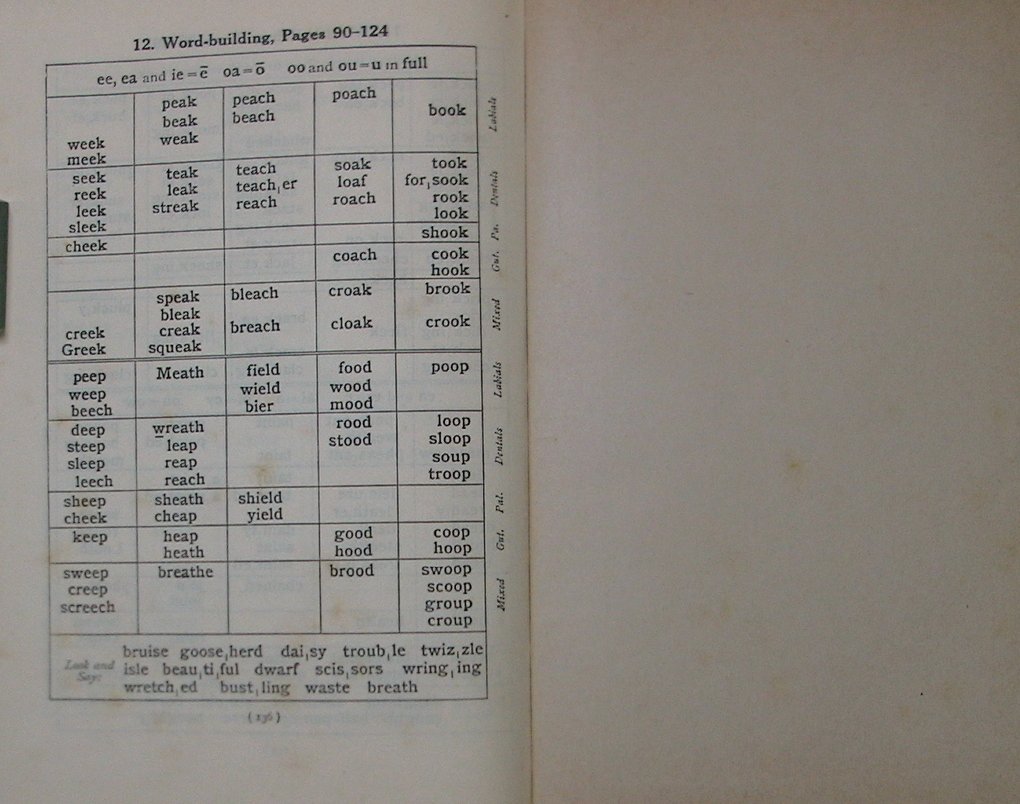 12. Word-building, Pages 90–124
ee, ea and ie = ē oa = ō oo and ou = u in full
peak peach poach
beak beach book
week weak
meek
seek teak teach soak took
reek leak teach,er loaf for,sook
leek streak reach roach rook
sleek look
cheek shook
coach cook
hook
speak bleach croak brook
bleak
creek creak breach cloak crook
Greek squeak
peep Meath field food poop
weep wield wood
beech bier mood
deep wreath rood loop
steep leap stood sloop
sleep reap soup
leech reach troop
sheep sheath shield
cheek cheap yield
keep heap good coop
heath hood hoop
sweep breathe brood swoop
creep scoop
screech group
croup
Labials
Dentals
Pa.
Gut.
Mixed
Labials
Dentals
Pal.
Gut.
Mixed
Look and Say:
bruise goose,herd dai,sy troub,le twiz,zle
isle beau,ti,ful dwarf scis,sors wring,ing
wretch,ed bust,ling waste breath
(136)